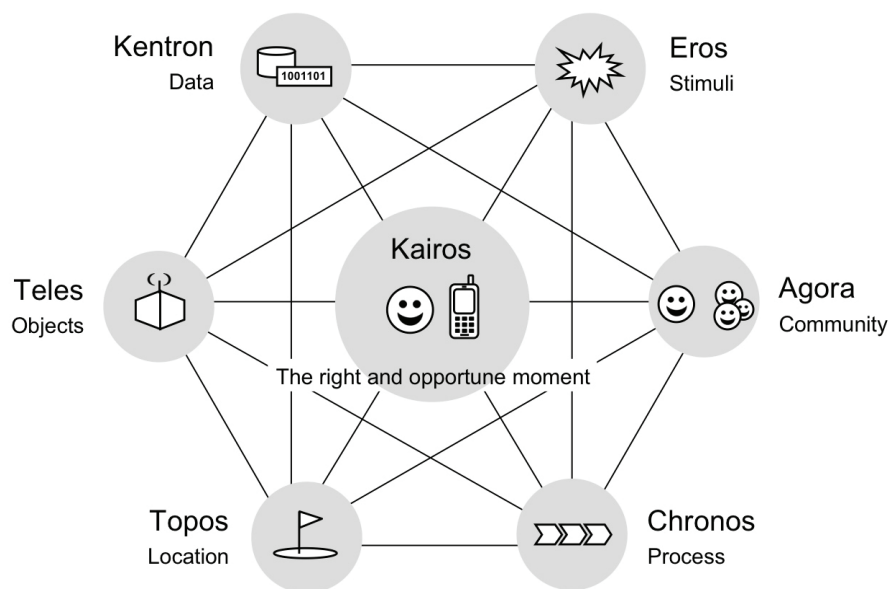 Kentron
Data
1001101
Eros
Stimuli
Kairos
Teles
Objects
Agora
Community
The right and opportune moment
Topos
Location
Chronos
Process